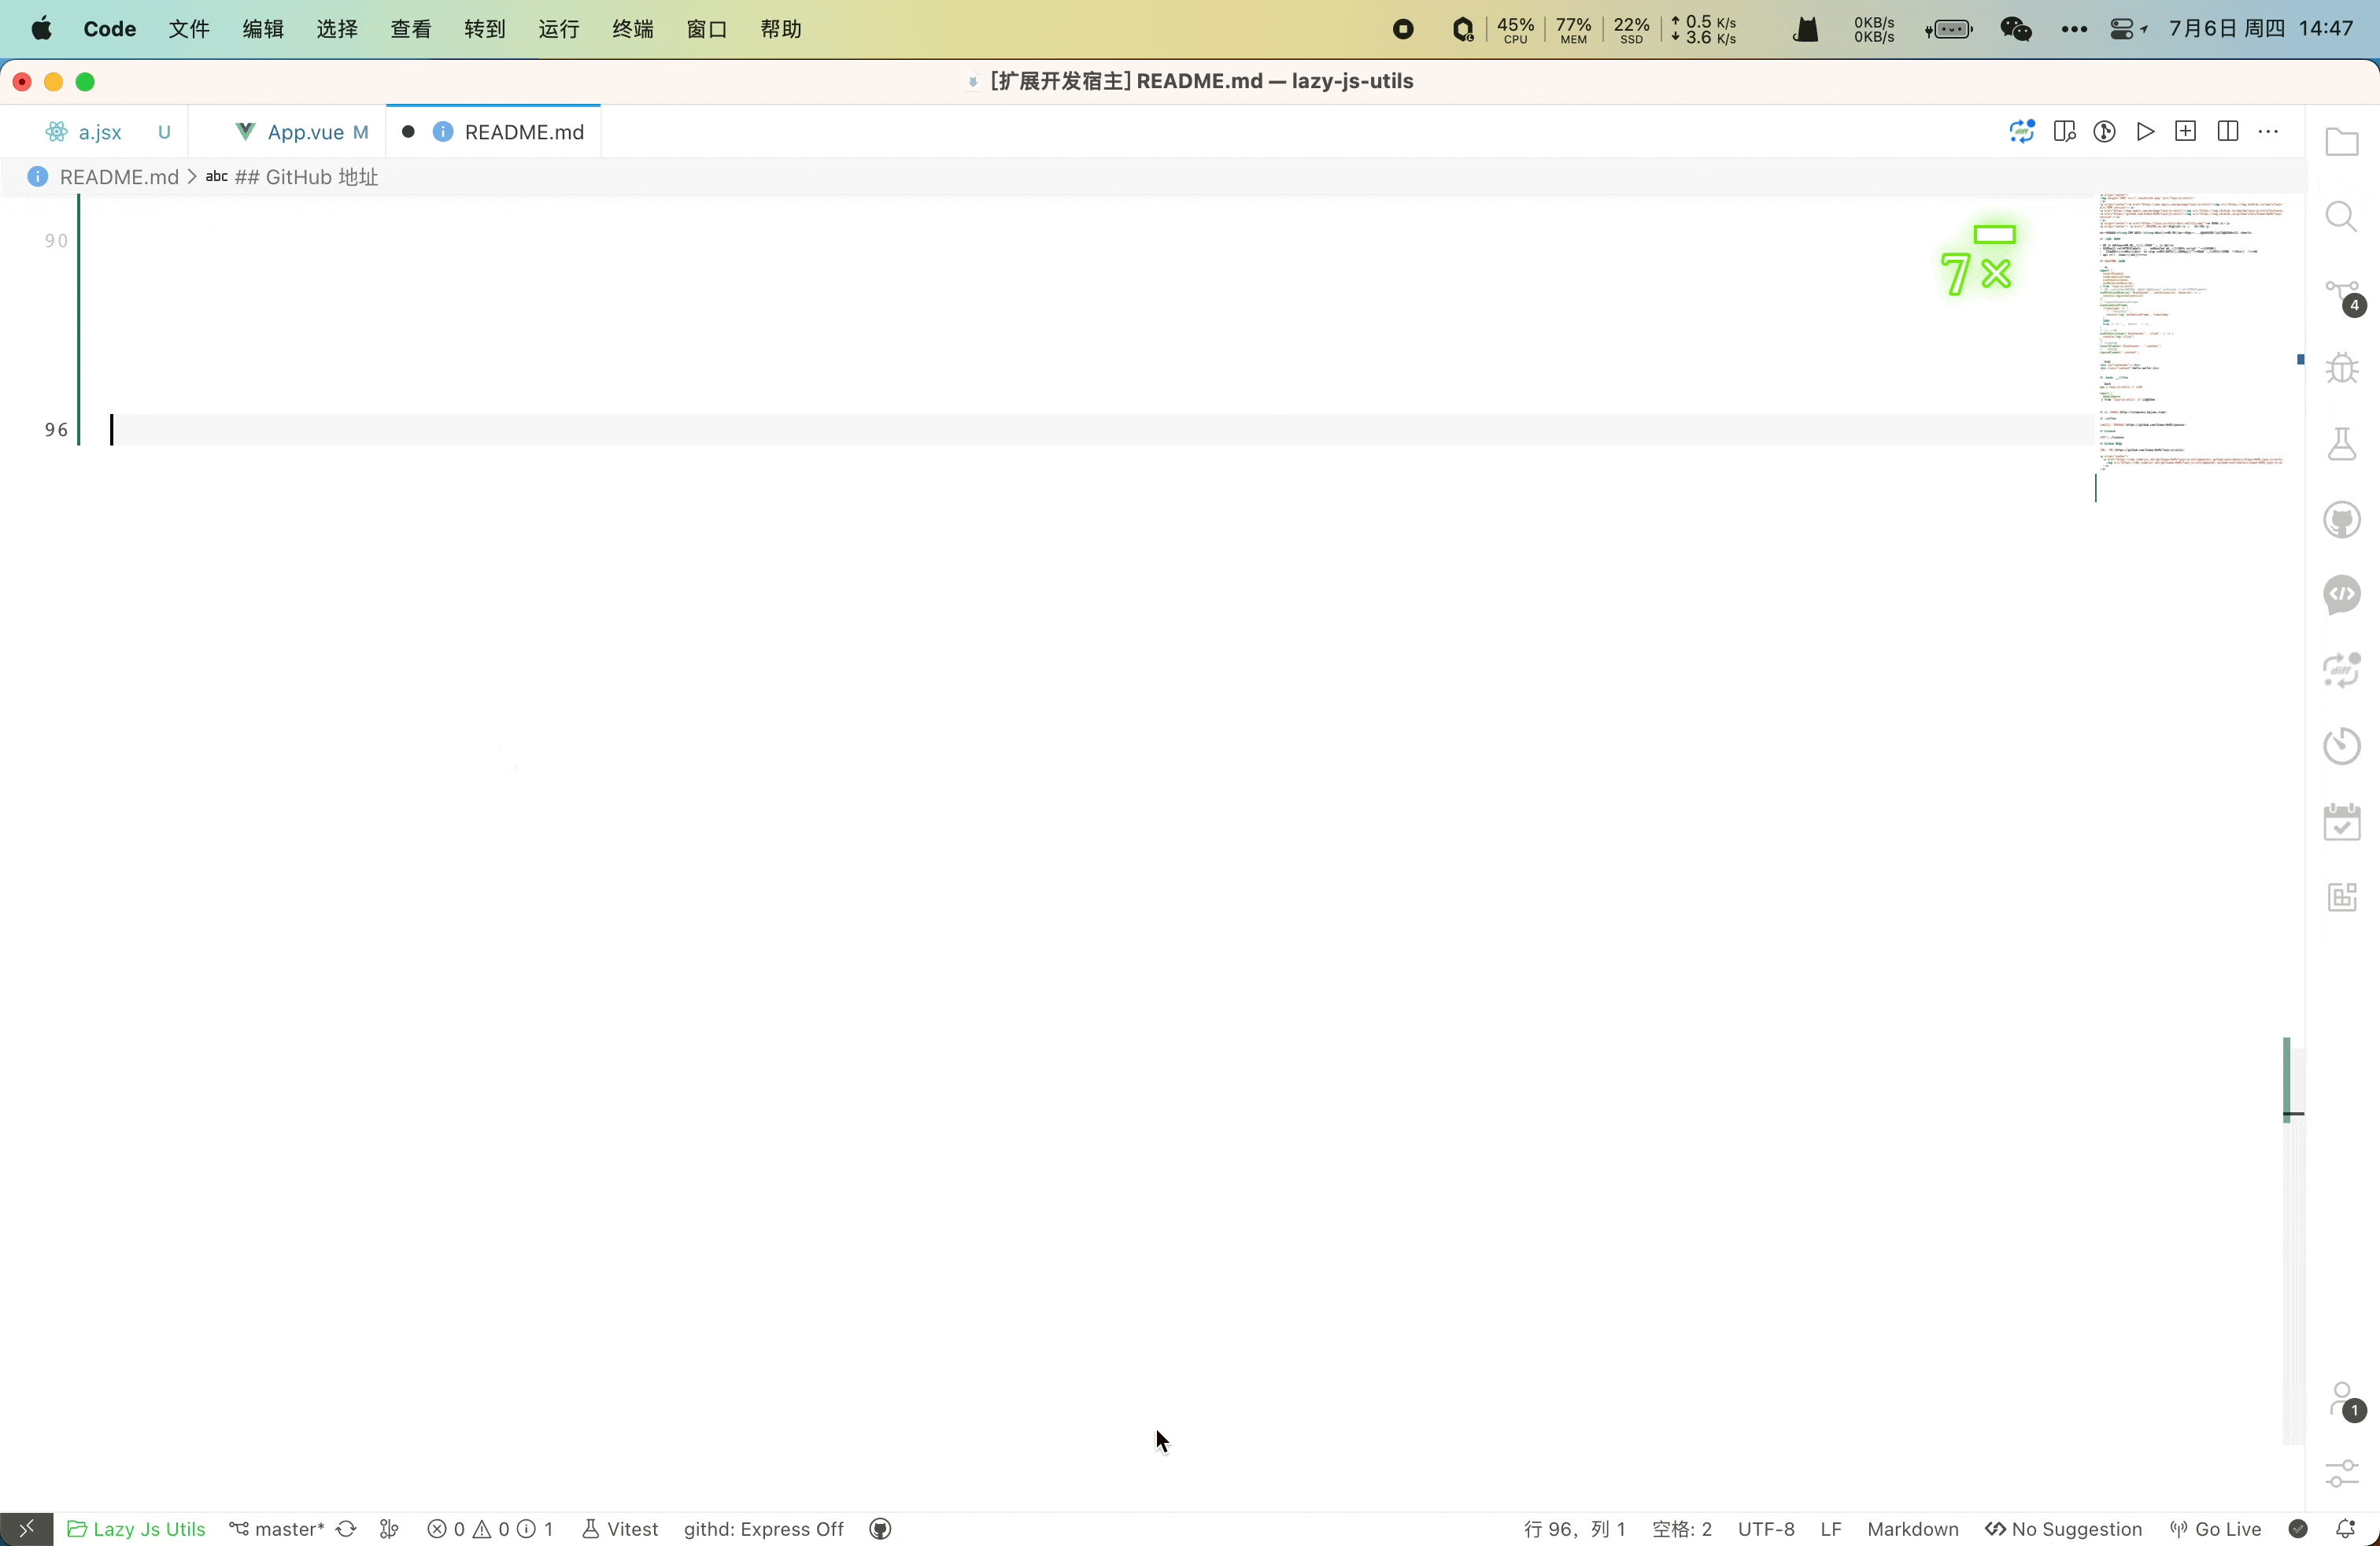 Code 文件 编辑 选择 查看 转到 运行 终端 窗口 帮助 45% CPU 77% MEM 22% SSD ↑ 0.5 K/s ↓ 3.6 K/s 0KB/s 0KB/s 7月6日 周四 14:47
[扩展开发宿主] README.md — lazy-js-utils
a.jsx U App.vue M README.md
README.md > abc ## GitHub 地址
90
7×
96
4
1
Lazy Js Utils master* 0 0 1 Vitest githd: Express Off 行 96，列 1 空格: 2 UTF-8 LF Markdown No Suggestion Go Live